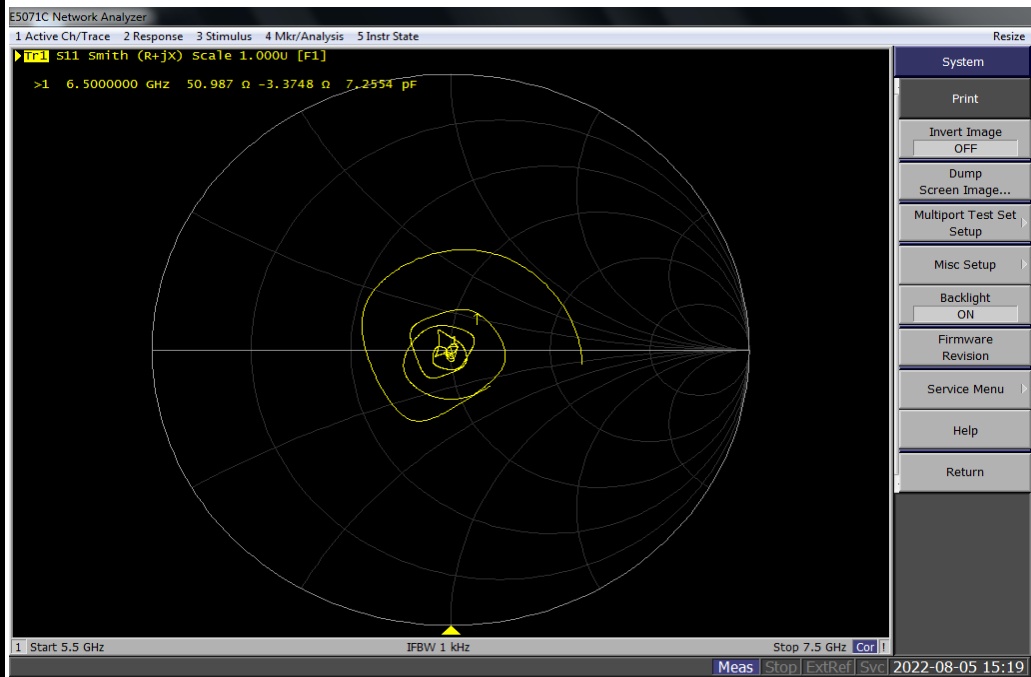 E5071C Network Analyzer
1 Active Ch/Trace 2 Response 3 Stimulus 4 Mkr/Analysis 5 Instr State Resize
Tr1 S11 Smith (R+jX) Scale 1.000U [F1]
>1 6.5000000 GHz 50.987 Ω -3.3748 Ω 7.2554 pF
System
Print
Invert Image
OFF
Dump
Screen Image...
Multiport Test Set
Setup
Misc Setup
Backlight
ON
Firmware
Revision
Service Menu
Help
Return
1 Start 5.5 GHz IFBW 1 kHz Stop 7.5 GHz Cor !
Meas Stop ExtRef Svc 2022-08-05 15:19